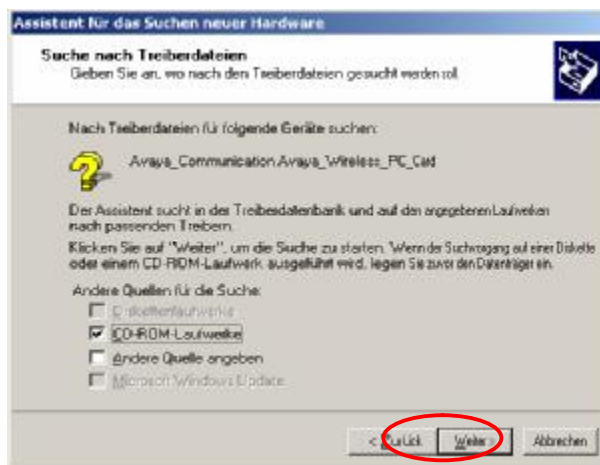 Assistent für das Suchen neuer Hardware
Suche nach Treiberdateien
Geben Sie an, wo nach den Treiberdateien gesucht werden soll.
Nach Treiberdateien für folgende Geräte suchen:
Avaya_Communication Avaya_Wireless_PC_Card
Der Assistent sucht in der Treiberdatenbank und auf den angegebenen Laufwerken
nach passenden Treibern.
Klicken Sie auf "Weiter", um die Suche zu starten. Wenn der Suchvorgang auf einer Diskette
oder einem CD-ROM-Laufwerk ausgeführt wird, legen Sie zuvor den Datenträger ein.
Andere Quellen für die Suche:
Diskettenlaufwerke
CD-ROM-Laufwerke
Andere Quelle angeben
Microsoft Windows Update
< Zurück Weiter > Abbrechen